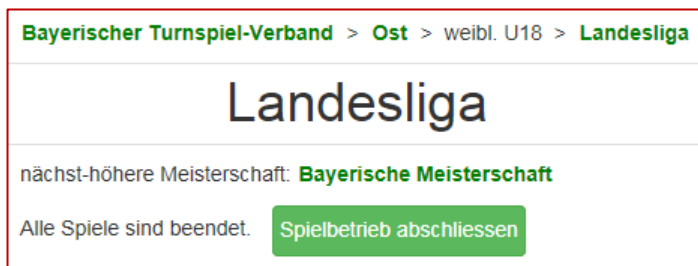 Bayerischer Turnspiel-Verband > Ost > weibl. U18 > Landesliga
Landesliga
nächst-höhere Meisterschaft: Bayerische Meisterschaft
Alle Spiele sind beendet. Spielbetrieb abschliessen